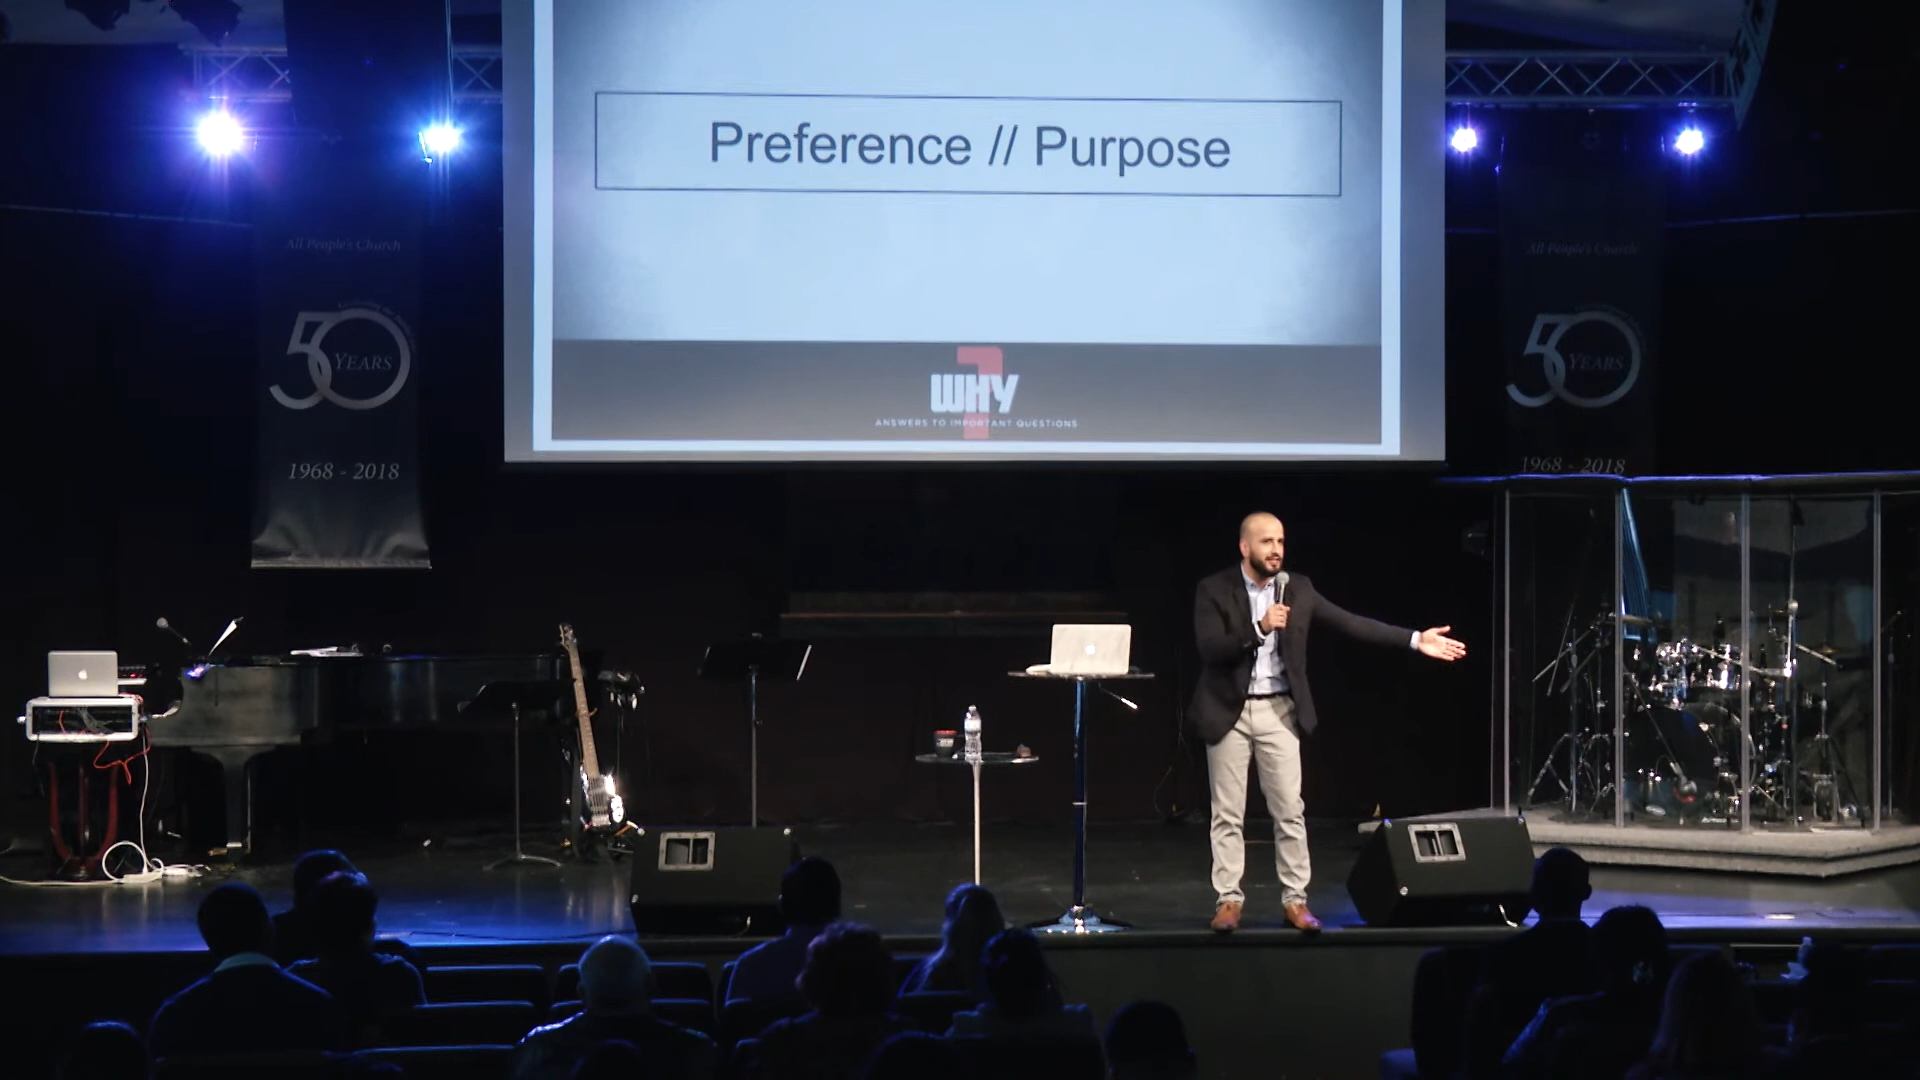 Preference // Purpose
WHY
ANSWERS TO IMPORTANT QUESTIONS
All People's Church
50 YEARS
1968 - 2018
All People's Church
50 YEARS
1968 - 2018